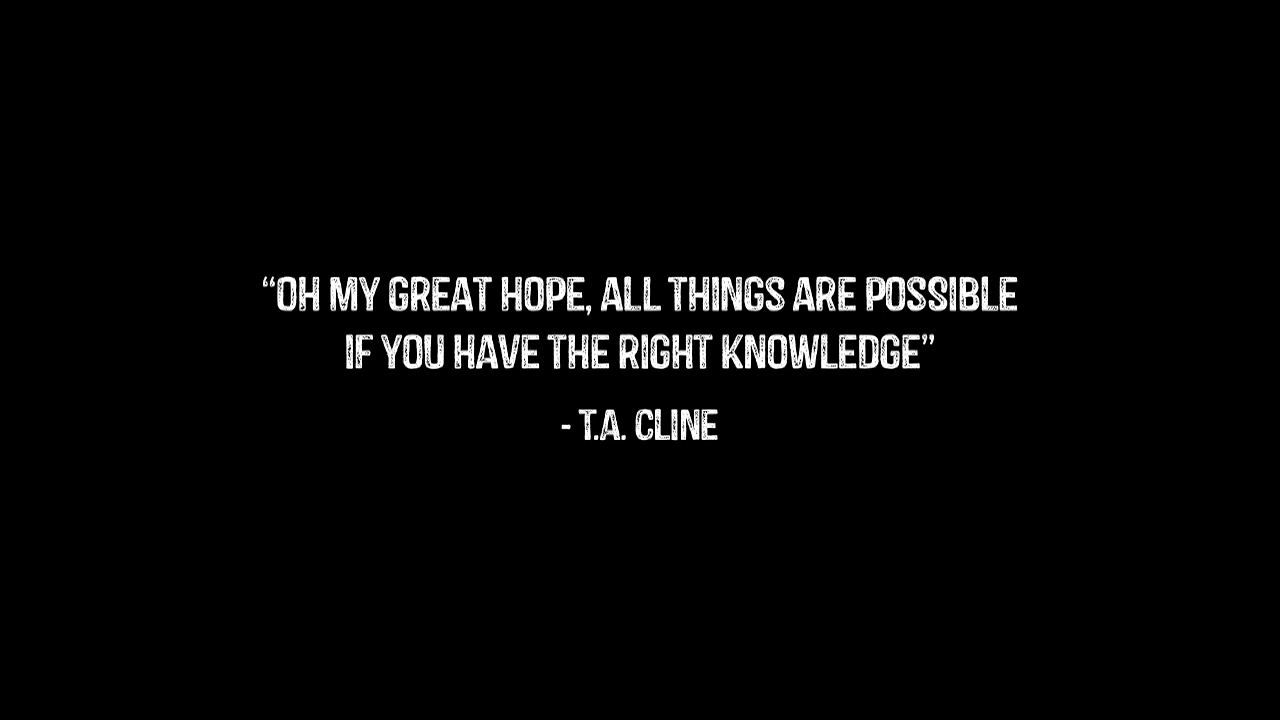 “OH MY GREAT HOPE, ALL THINGS ARE POSSIBLE
IF YOU HAVE THE RIGHT KNOWLEDGE”
- T.A. CLINE